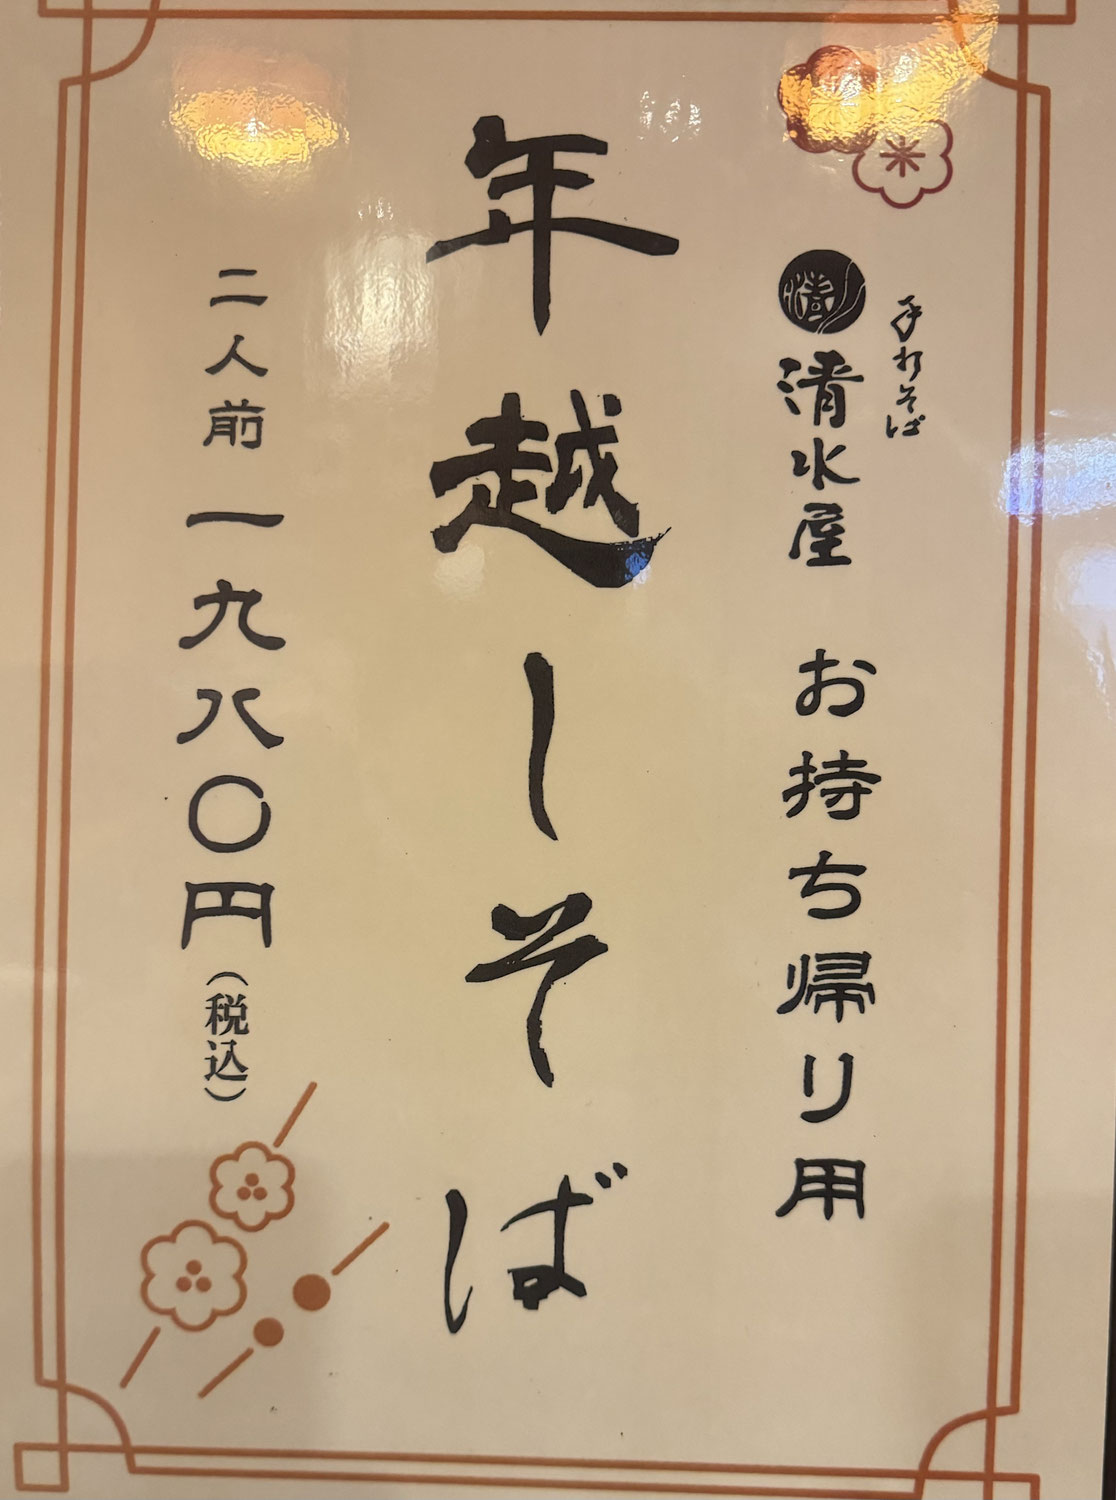 手打そば
清水屋 お持ち帰り用
年越しそば
二人前 一九八〇円(税込)